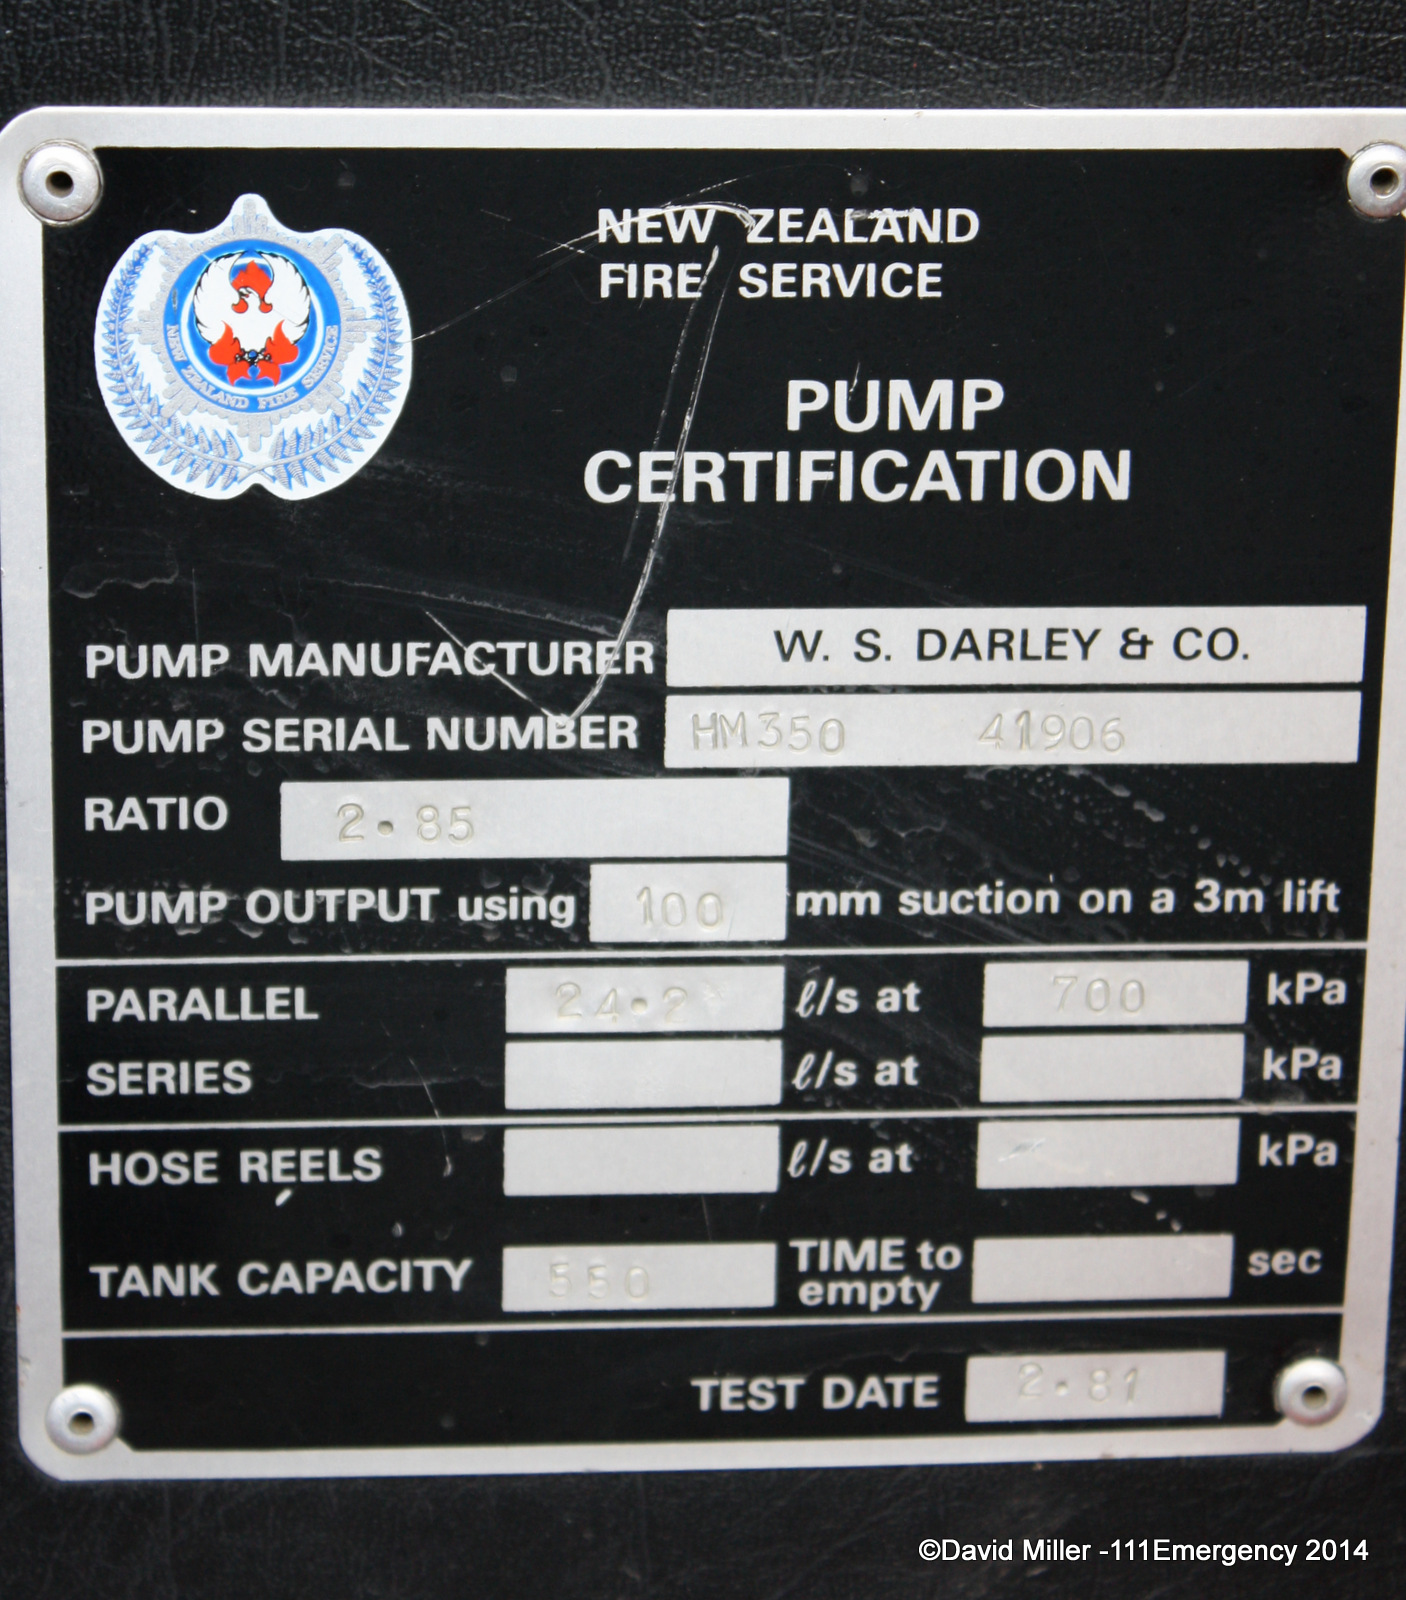 NEW ZEALAND
FIRE SERVICE
NEW ZEALAND FIRE SERVICE
PUMP
CERTIFICATION
PUMP MANUFACTURER W. S. DARLEY & CO.
PUMP SERIAL NUMBER HM350 41906
RATIO 2·85
PUMP OUTPUT using 100 mm suction on a 3m lift
PARALLEL 24·2 ℓ/s at 700 kPa
SERIES ℓ/s at kPa
HOSE REELS ℓ/s at kPa
TANK CAPACITY 550 TIME to empty sec
TEST DATE 2·81
©David Miller -111Emergency 2014